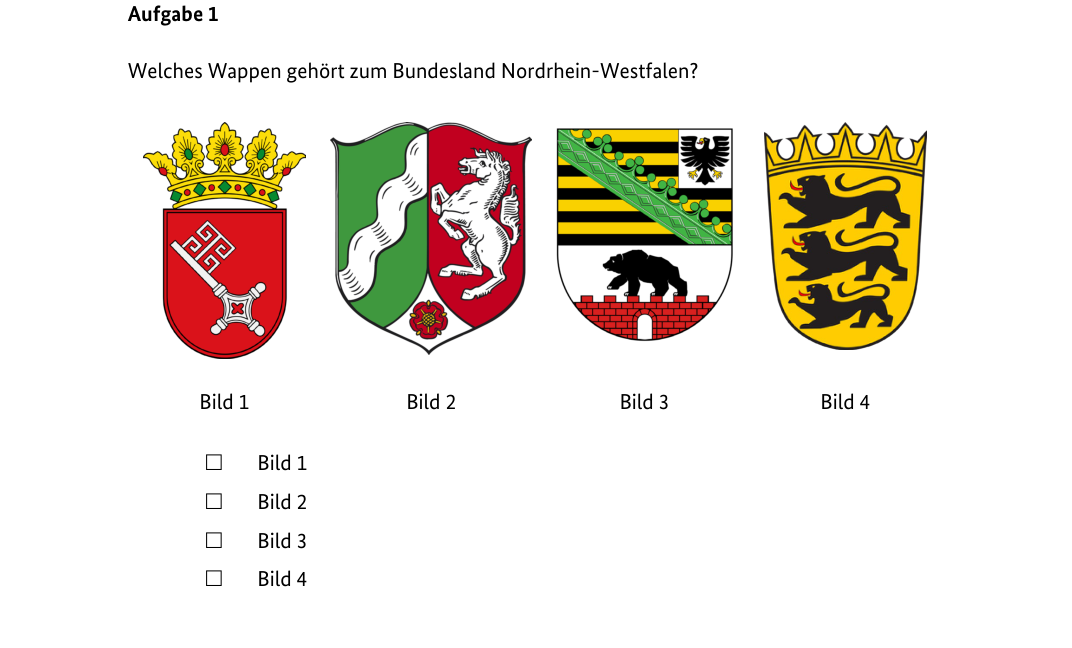 Aufgabe 1
Welches Wappen gehört zum Bundesland Nordrhein-Westfalen?
Bild 1 Bild 2 Bild 3 Bild 4
Bild 1
Bild 2
Bild 3
Bild 4